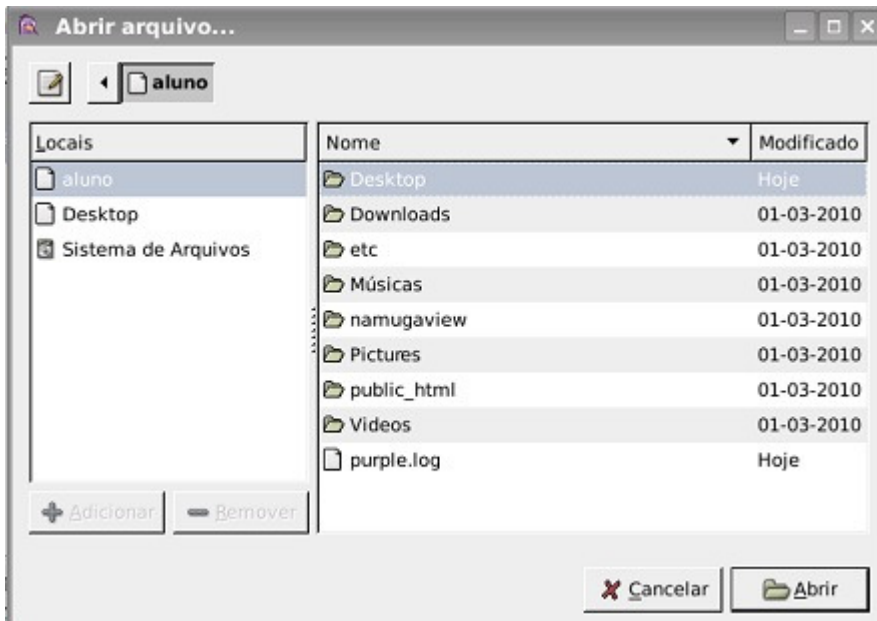 Abrir arquivo...
aluno
Locais
aluno
Desktop
Sistema de Arquivos
Adicionar Remover
Nome Modificado
Desktop Hoje
Downloads 01-03-2010
etc 01-03-2010
Músicas 01-03-2010
namugaview 01-03-2010
Pictures 01-03-2010
public_html 01-03-2010
Videos 01-03-2010
purple.log Hoje
Cancelar Abrir